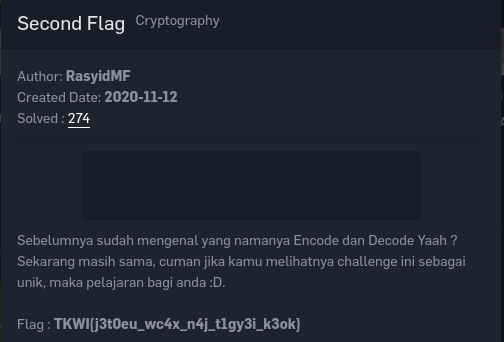 Second Flag Cryptography
Author: RasyidMF
Created Date: 2020-11-12
Solved : 274
Sebelumnya sudah mengenal yang namanya Encode dan Decode Yaah ?
Sekarang masih sama, cuman jika kamu melihatnya challenge ini sebagai
unik, maka pelajaran bagi anda :D.
Flag : TKWI{j3t0eu_wc4x_n4j_t1gy3i_k3ok}